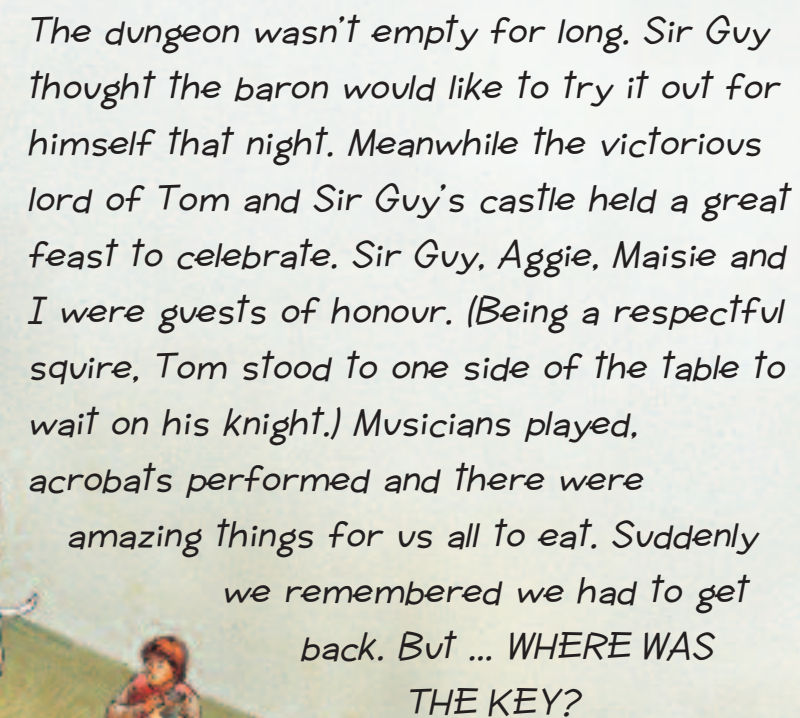 The dungeon wasn't empty for long. Sir Guy
thought the baron would like to try it out for
himself that night. Meanwhile the victorious
lord of Tom and Sir Guy's castle held a great
feast to celebrate. Sir Guy, Aggie, Maisie and
I were guests of honour. (Being a respectful
squire, Tom stood to one side of the table to
wait on his knight.) Musicians played,
acrobats performed and there were
amazing things for us all to eat. Suddenly
we remembered we had to get
back. But ... WHERE WAS
THE KEY?